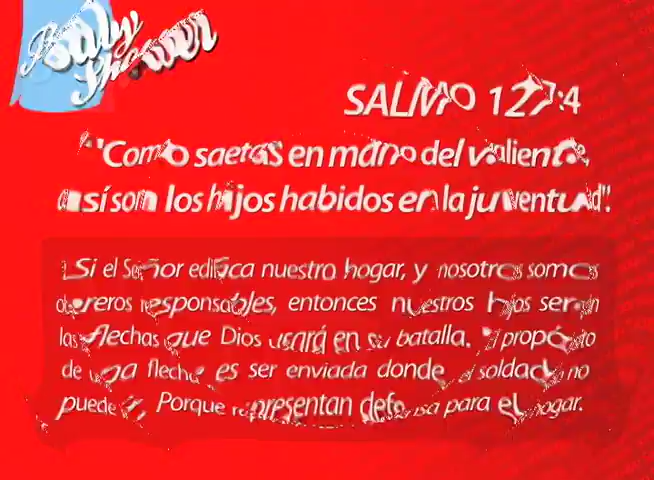 Baby
Shower
SALMO 127:4
"Como saetas en mano del valiente,
así son los hijos habidos en la juventud".
Si el Señor edifica nuestro hogar, y nosotros somos
obreros responsables, entonces nuestros hijos serán
las flechas que Dios usará en su batalla. El propósito
de una flecha es ser enviada donde el soldado no
puede ir. Porque representan defensa para el hogar.